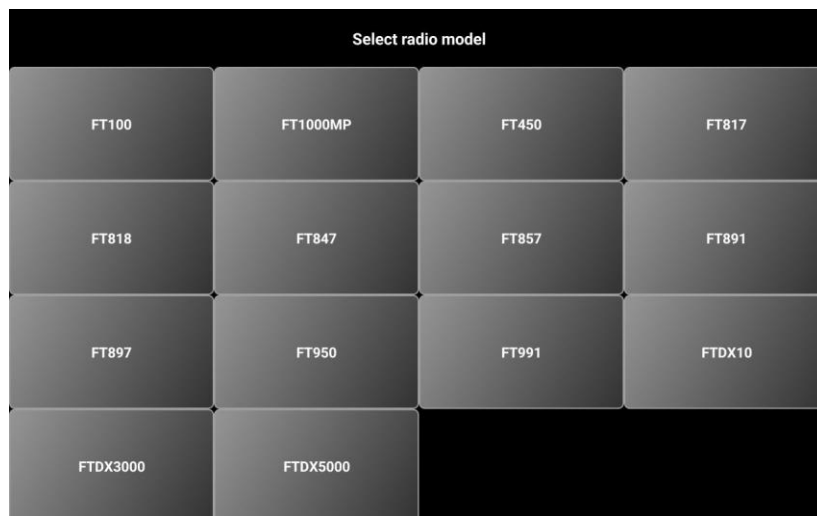 Select radio model
FT100 FT1000MP FT450 FT817
FT818 FT847 FT857 FT891
FT897 FT950 FT991 FTDX10
FTDX3000 FTDX5000